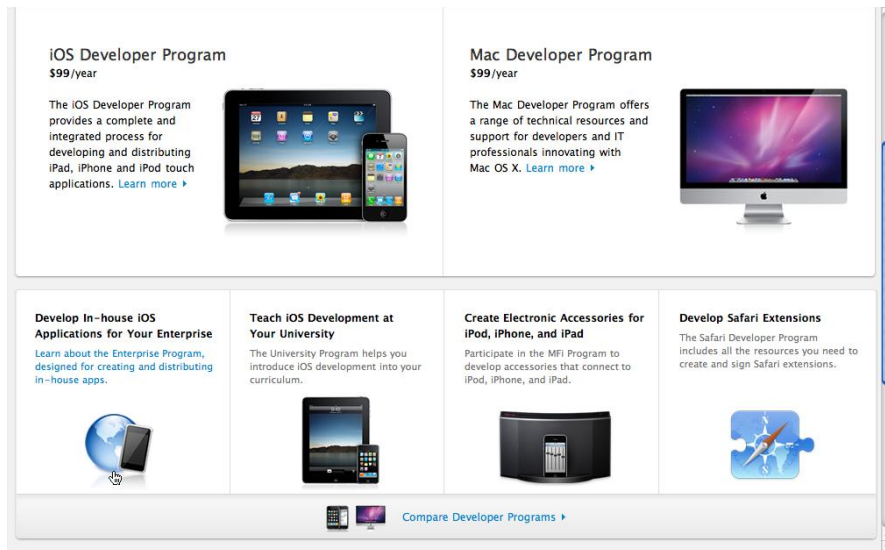 iOS Developer Program
$99/year
The iOS Developer Program
provides a complete and
integrated process for
developing and distributing
iPad, iPhone and iPod touch
applications. Learn more ▸
Mac Developer Program
$99/year
The Mac Developer Program offers
a range of technical resources and
support for developers and IT
professionals innovating with
Mac OS X. Learn more ▸
Develop In-house iOS
Applications for Your Enterprise
Learn about the Enterprise Program,
designed for creating and distributing
in-house apps.
Teach iOS Development at
Your University
The University Program helps you
introduce iOS development into your
curriculum.
Create Electronic Accessories for
iPod, iPhone, and iPad
Participate in the MFi Program to
develop accessories that connect to
iPod, iPhone, and iPad.
Develop Safari Extensions
The Safari Developer Program
includes all the resources you need to
create and sign Safari extensions.
Compare Developer Programs ▸